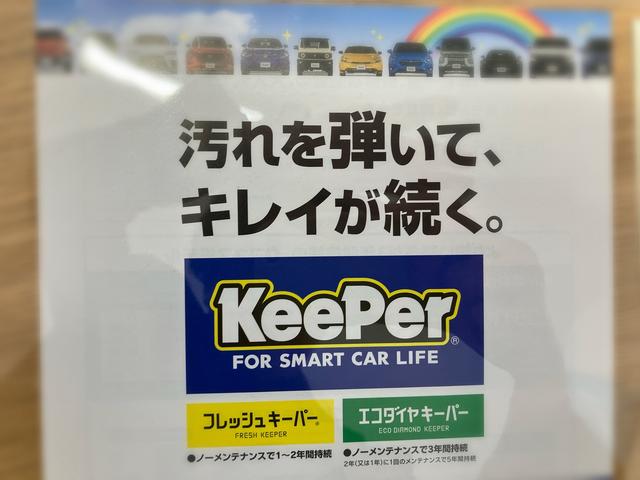 汚れを弾いて、
キレイが続く。
KeePer®
FOR SMART CAR LIFE
フレッシュキーパー®
FRESH KEEPER
エコダイヤキーパー
ECO DIAMOND KEEPER
●ノーメンテナンスで1〜2年間持続
●ノーメンテナンスで3年間持続
2年(又は1年)に1回のメンテナンスで5年間持続